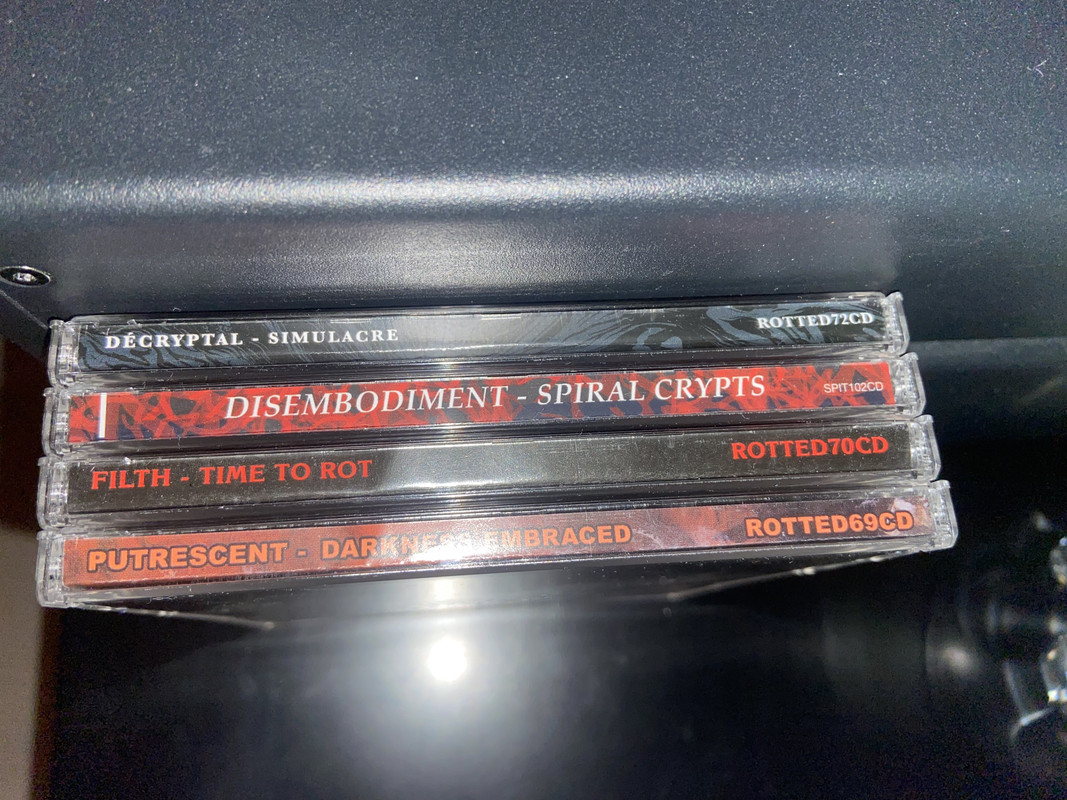 DÉCRYPTAL - SIMULACRE ROTTED72CD
DISEMBODIMENT - SPIRAL CRYPTS SPIT102CD
FILTH - TIME TO ROT ROTTED70CD
PUTRESCENT - DARKNESS EMBRACED ROTTED69CD